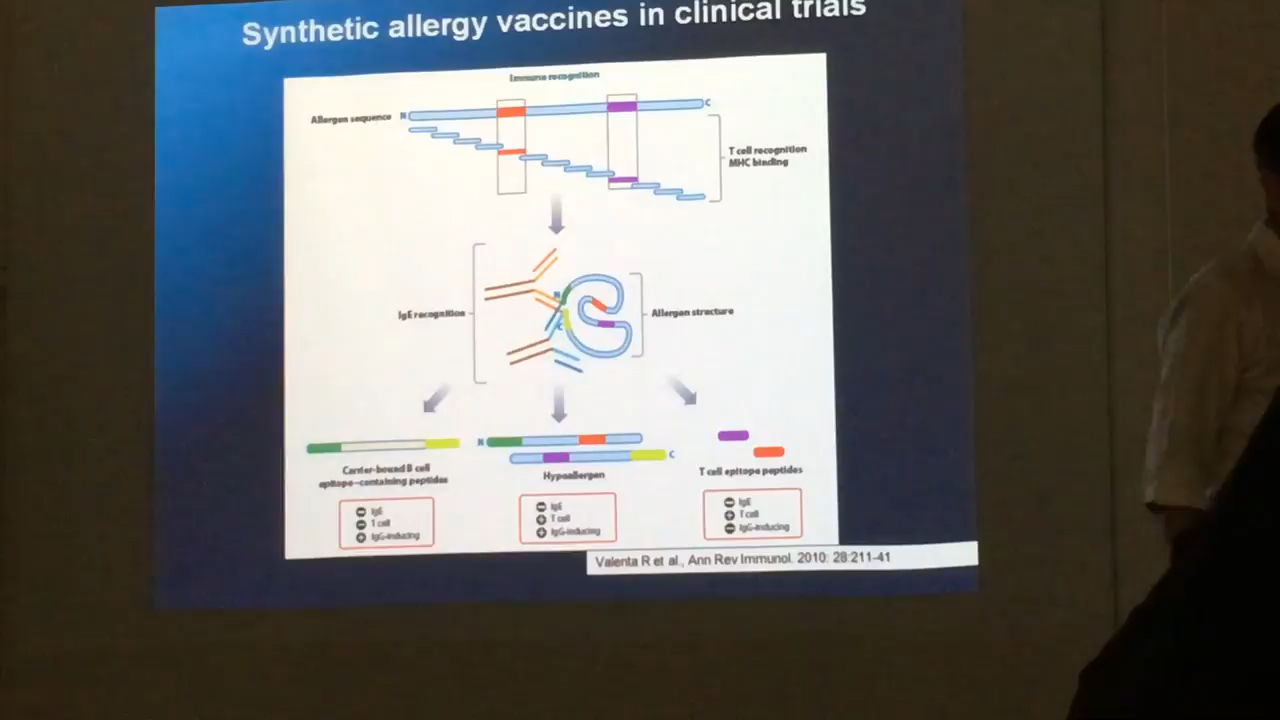 Synthetic allergy vaccines in clinical trials
Immune recognition
Allergen sequence
N
C
T cell recognition
MHC binding
IgE recognition
N
C
Allergen structure
Carrier-bound B cell
epitope-containing peptides
N
C
Hypoallergen
T cell epitope peptides
− IgE
− T cell
+ IgG-inducing
− IgE
+ T cell
+ IgG-inducing
− IgE
+ T cell
− IgG-inducing
Valenta R et al., Ann Rev Immunol. 2010: 28:211-41